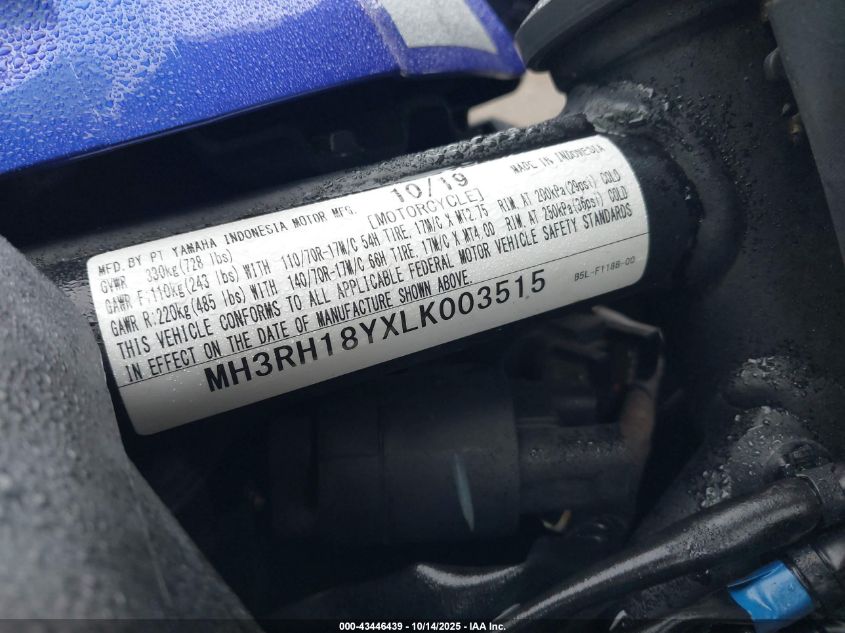 10/19
MFD. BY PT YAMAHA INDONESIA MOTOR MFG. [MOTORCYCLE] MADE IN INDONESIA
GVWR 330kg(728 lbs)
GAWR F:110kg(243 lbs) WITH 110/70R-17M/C 54H TIRE, 17M/C X MT2.75 RIM, AT 200kPa(29psi) COLD
GAWR R:220kg(485 lbs) WITH 140/70R-17M/C 66H TIRE, 17M/C X MT4.00 RIM, AT 250kPa(36psi) COLD
THIS VEHICLE CONFORMS TO ALL APPLICABLE FEDERAL MOTOR VEHICLE SAFETY STANDARDS
IN EFFECT ON THE DATE OF MANUFACTURE SHOWN ABOVE.
B5L-F118B-00
MH3RH18YXLK003515
000-43446439 - 10/14/2025 - IAA Inc.